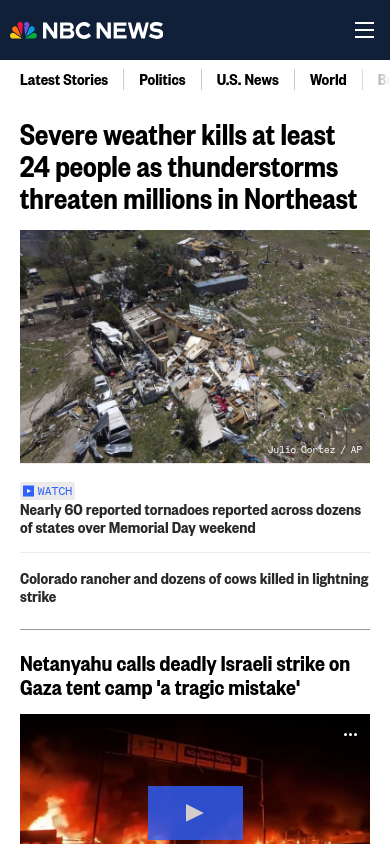 NBC NEWS
Latest Stories
Politics
U.S. News
World
Severe weather kills at least
24 people as thunderstorms
threaten millions in Northeast
Julio Cortez / AP
WATCH
Nearly 60 reported tornadoes reported across dozens
of states over Memorial Day weekend
Colorado rancher and dozens of cows killed in lightning
strike
Netanyahu calls deadly Israeli strike on
Gaza tent camp 'a tragic mistake'